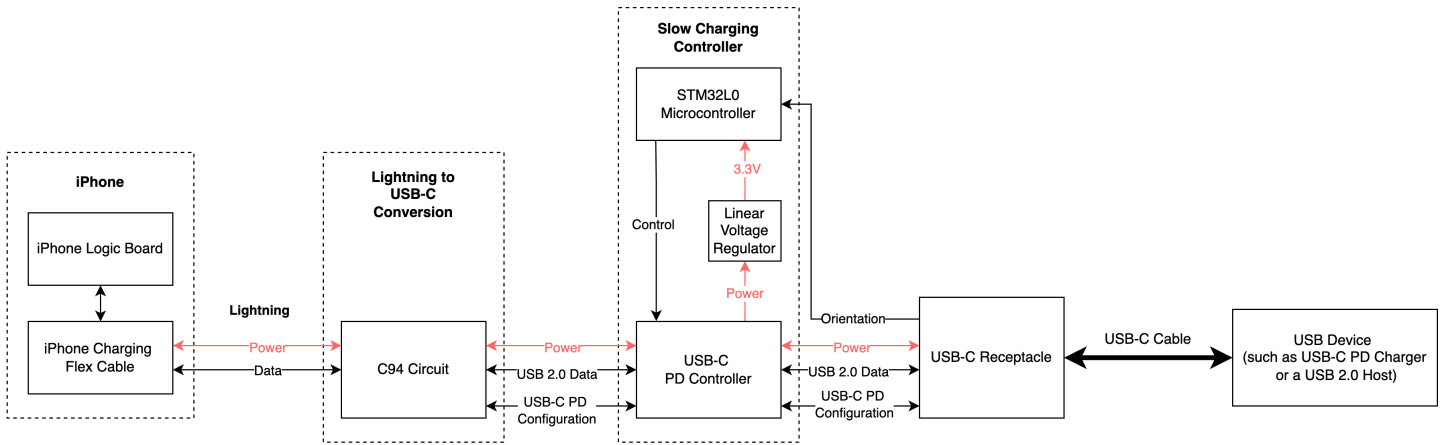 iPhone
iPhone Logic Board
iPhone Charging
Flex Cable
Lightning
Power
Data
Lightning to
USB-C
Conversion
C94 Circuit
Power
USB 2.0 Data
USB-C PD
Configuration
Slow Charging
Controller
STM32L0
Microcontroller
3.3V
Control
Linear
Voltage
Regulator
Power
USB-C
PD Controller
Orientation
Power
USB 2.0 Data
USB-C PD
Configuration
USB-C Receptacle
USB-C Cable
USB Device
(such as USB-C PD Charger
or a USB 2.0 Host)